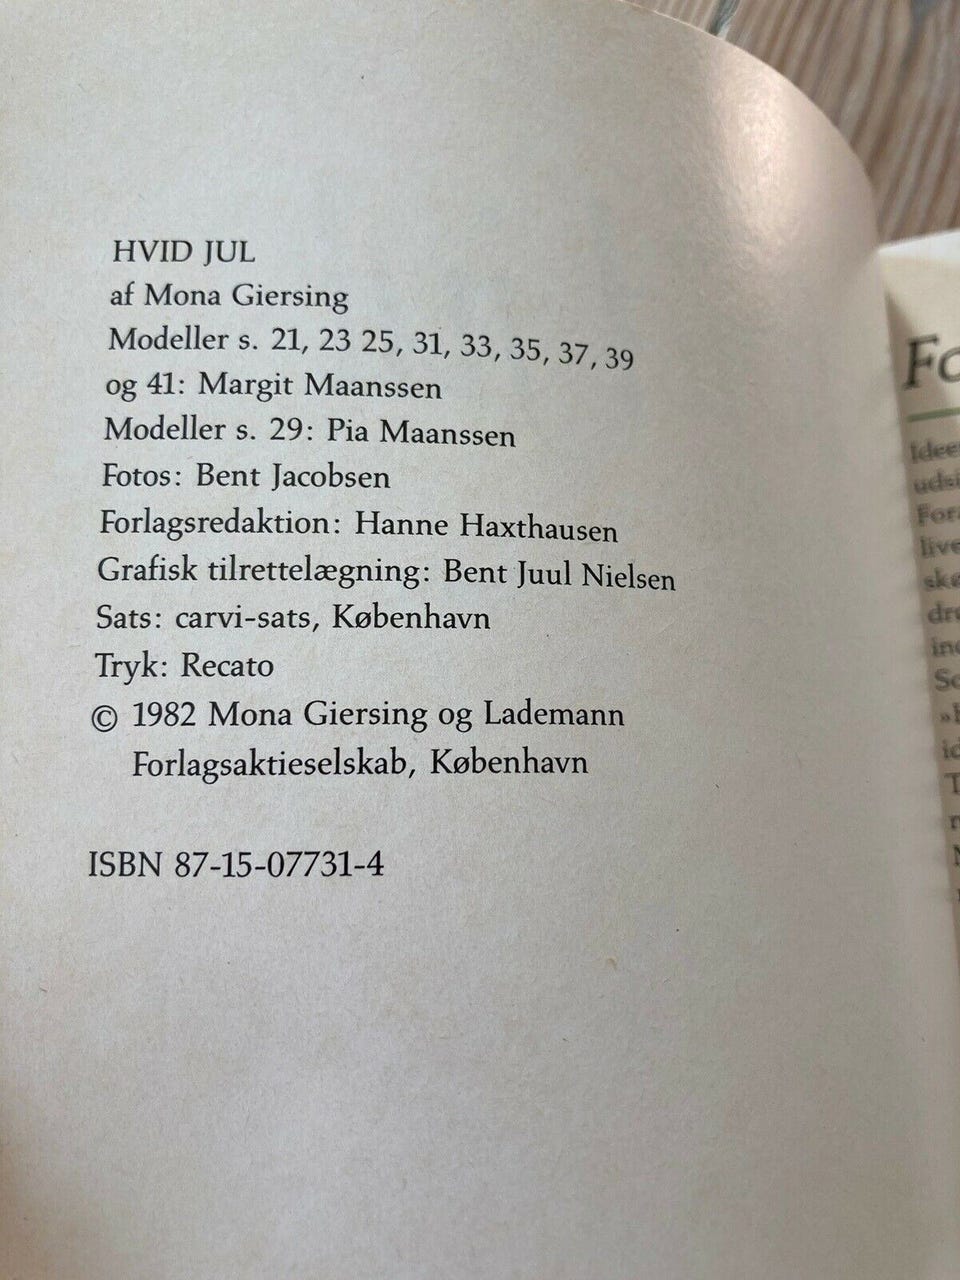 HVID JUL
af Mona Giersing
Modeller s. 21, 23 25, 31, 33, 35, 37, 39
og 41: Margit Maanssen
Modeller s. 29: Pia Maanssen
Fotos: Bent Jacobsen
Forlagsredaktion: Hanne Haxthausen
Grafisk tilrettelægning: Bent Juul Nielsen
Sats: carvi-sats, København
Tryk: Recato
© 1982 Mona Giersing og Lademann
Forlagsaktieselskab, København
ISBN 87-15-07731-4